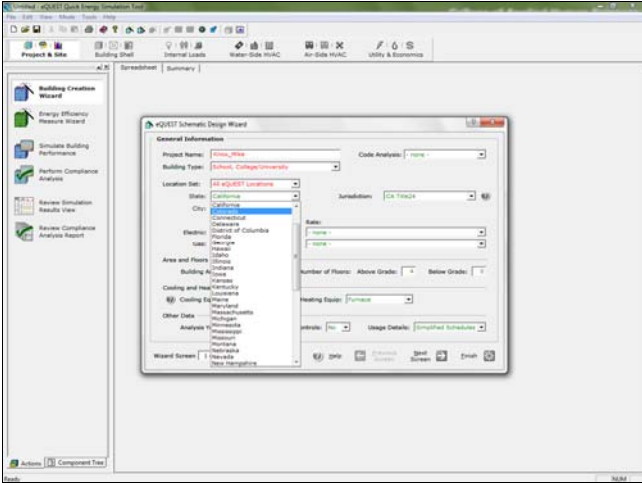 Untitled - eQUEST Quick Energy Simulation Tool
File Edit View Mode Tools Help
Project & Site
Building Shell
Internal Loads
Water-Side HVAC
Air-Side HVAC
Utility & Economics
Spreadsheet
Summary
Building Creation
Wizard
Energy Efficiency
Measure Wizard
Simulate Building
Performance
Perform Compliance
Analysis
Review Simulation
Results View
Review Compliance
Analysis Report
Actions
Component Tree
Ready
NUM
eQUEST Schematic Design Wizard
General Information
Project Name:
Code Analysis: - none -
Building Type: School, College/University
Location Set: All eQUEST Locations
State: California
Jurisdiction: CA Title24
City:
California
Colorado
Connecticut
Delaware
District of Columbia
Florida
Georgia
Hawaii
Idaho
Illinois
Indiana
Iowa
Kansas
Kentucky
Louisiana
Maine
Maryland
Massachusetts
Michigan
Minnesota
Mississippi
Missouri
Montana
Nebraska
Nevada
New Hampshire
Rate:
Electric: - none -
Gas: - none -
Area and Floors
Building A
Number of Floors: Above Grade: 4 Below Grade: 0
Cooling and Hea
Cooling Eq
Heating Equip: Furnace
Other Data
Analysis Y
ntrols: No
Usage Details: Simplified Schedules
Wizard Screen 1
Help
Previous
Screen
Next
Screen
Finish